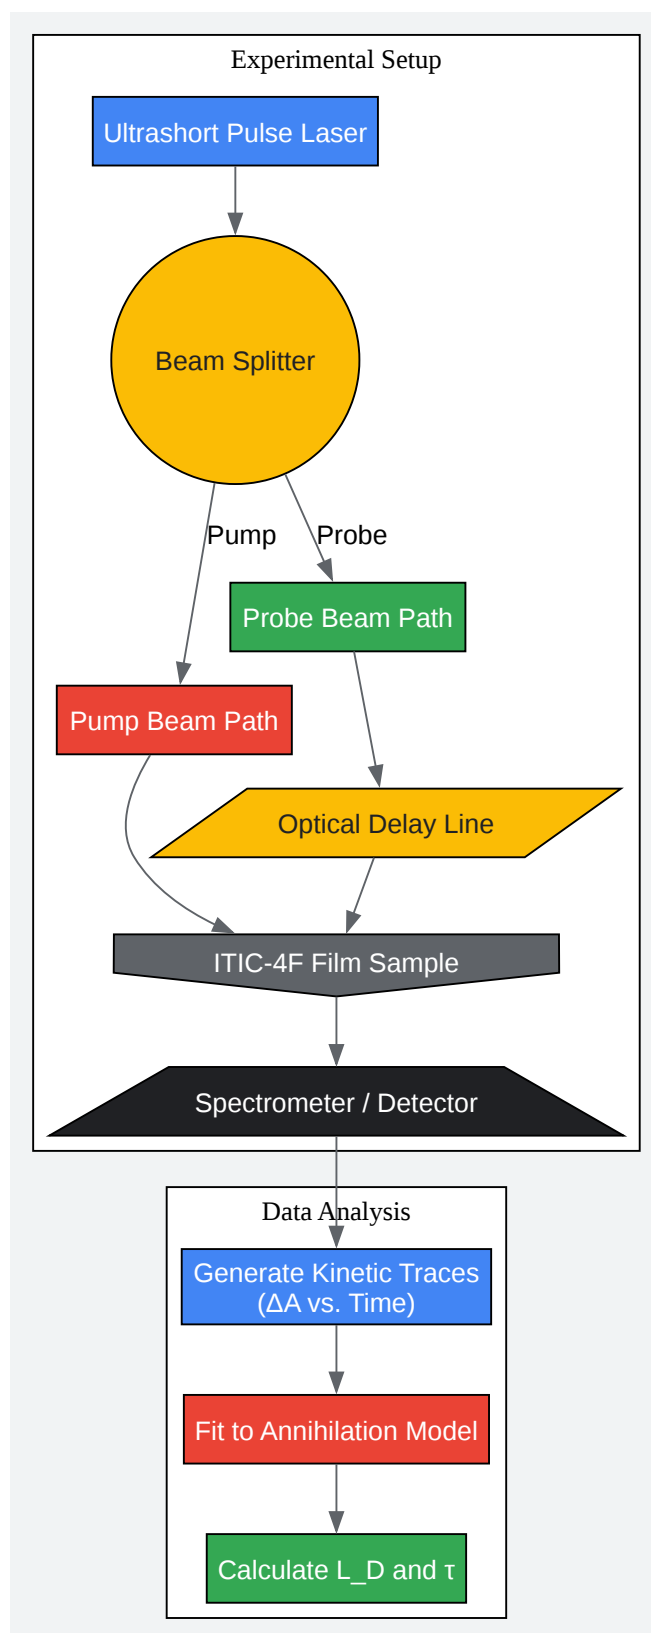 Experimental Setup
Ultrashort Pulse Laser
Beam Splitter
Pump
Probe
Probe Beam Path
Pump Beam Path
Optical Delay Line
ITIC-4F Film Sample
Spectrometer / Detector
Data Analysis
Generate Kinetic Traces
(ΔA vs. Time)
Fit to Annihilation Model
Calculate L_D and τ